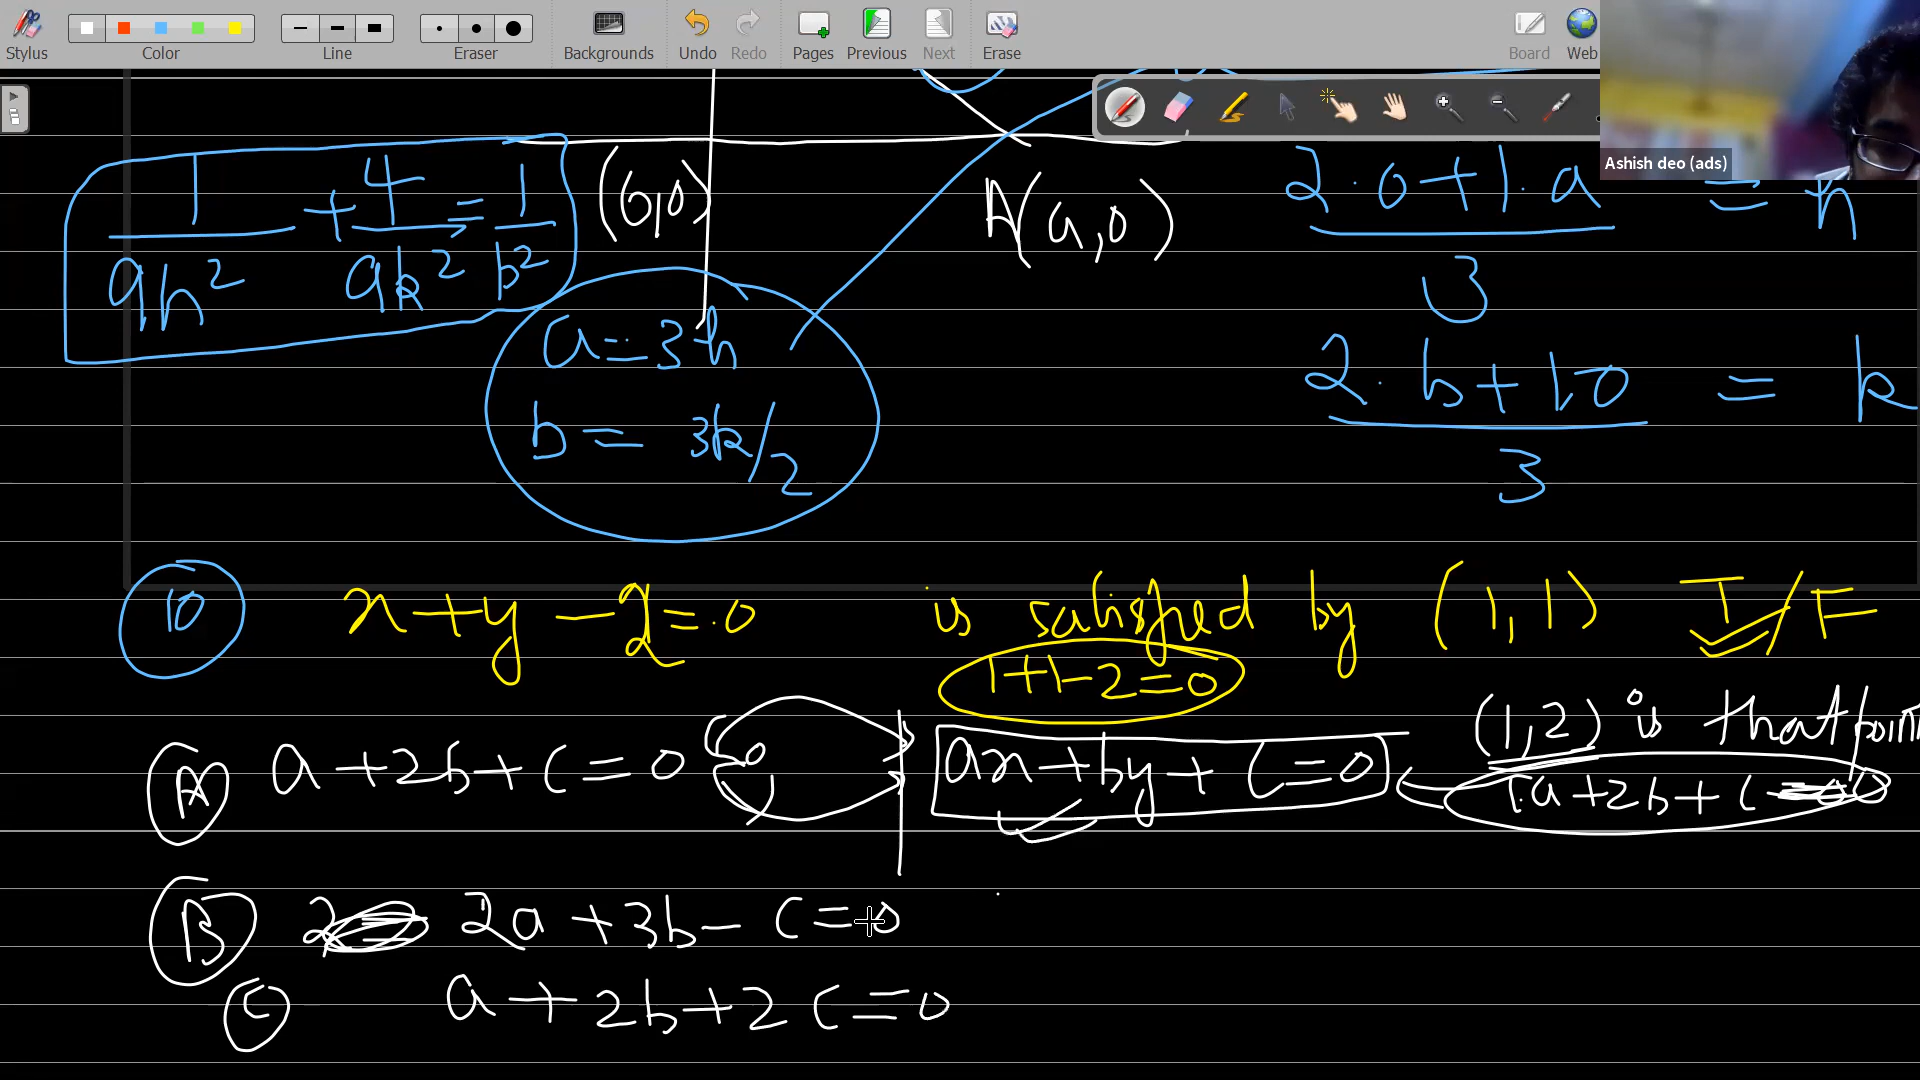 Stylus Color Line Eraser Backgrounds Undo Redo Pages Previous Next Erase Board Web
Ashish deo (ads)
1/9h² + 4/9k² = 1/b²
(0,0)
A(a,0)
(2·0+1·a)/3 = h
a = 3h
b = 3k/2
(2·b+1·0)/3 = k
10 x+y-2=0 is satisfied by (1,1) T/F
1+1-2=0
(1,2) is that point
A a+2b+c=0 ax+by+c=0 1·a+2b+c=0
B 2a+3b-c=0
C a+2b+2c=0